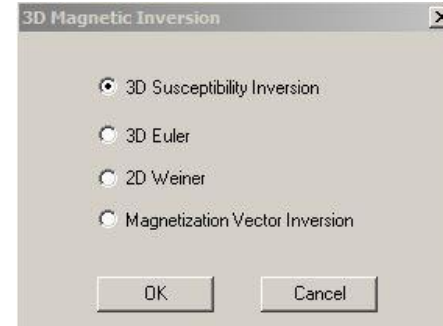 3D Magnetic Inversion
3D Susceptibility Inversion
3D Euler
2D Weiner
Magnetization Vector Inversion
OK Cancel